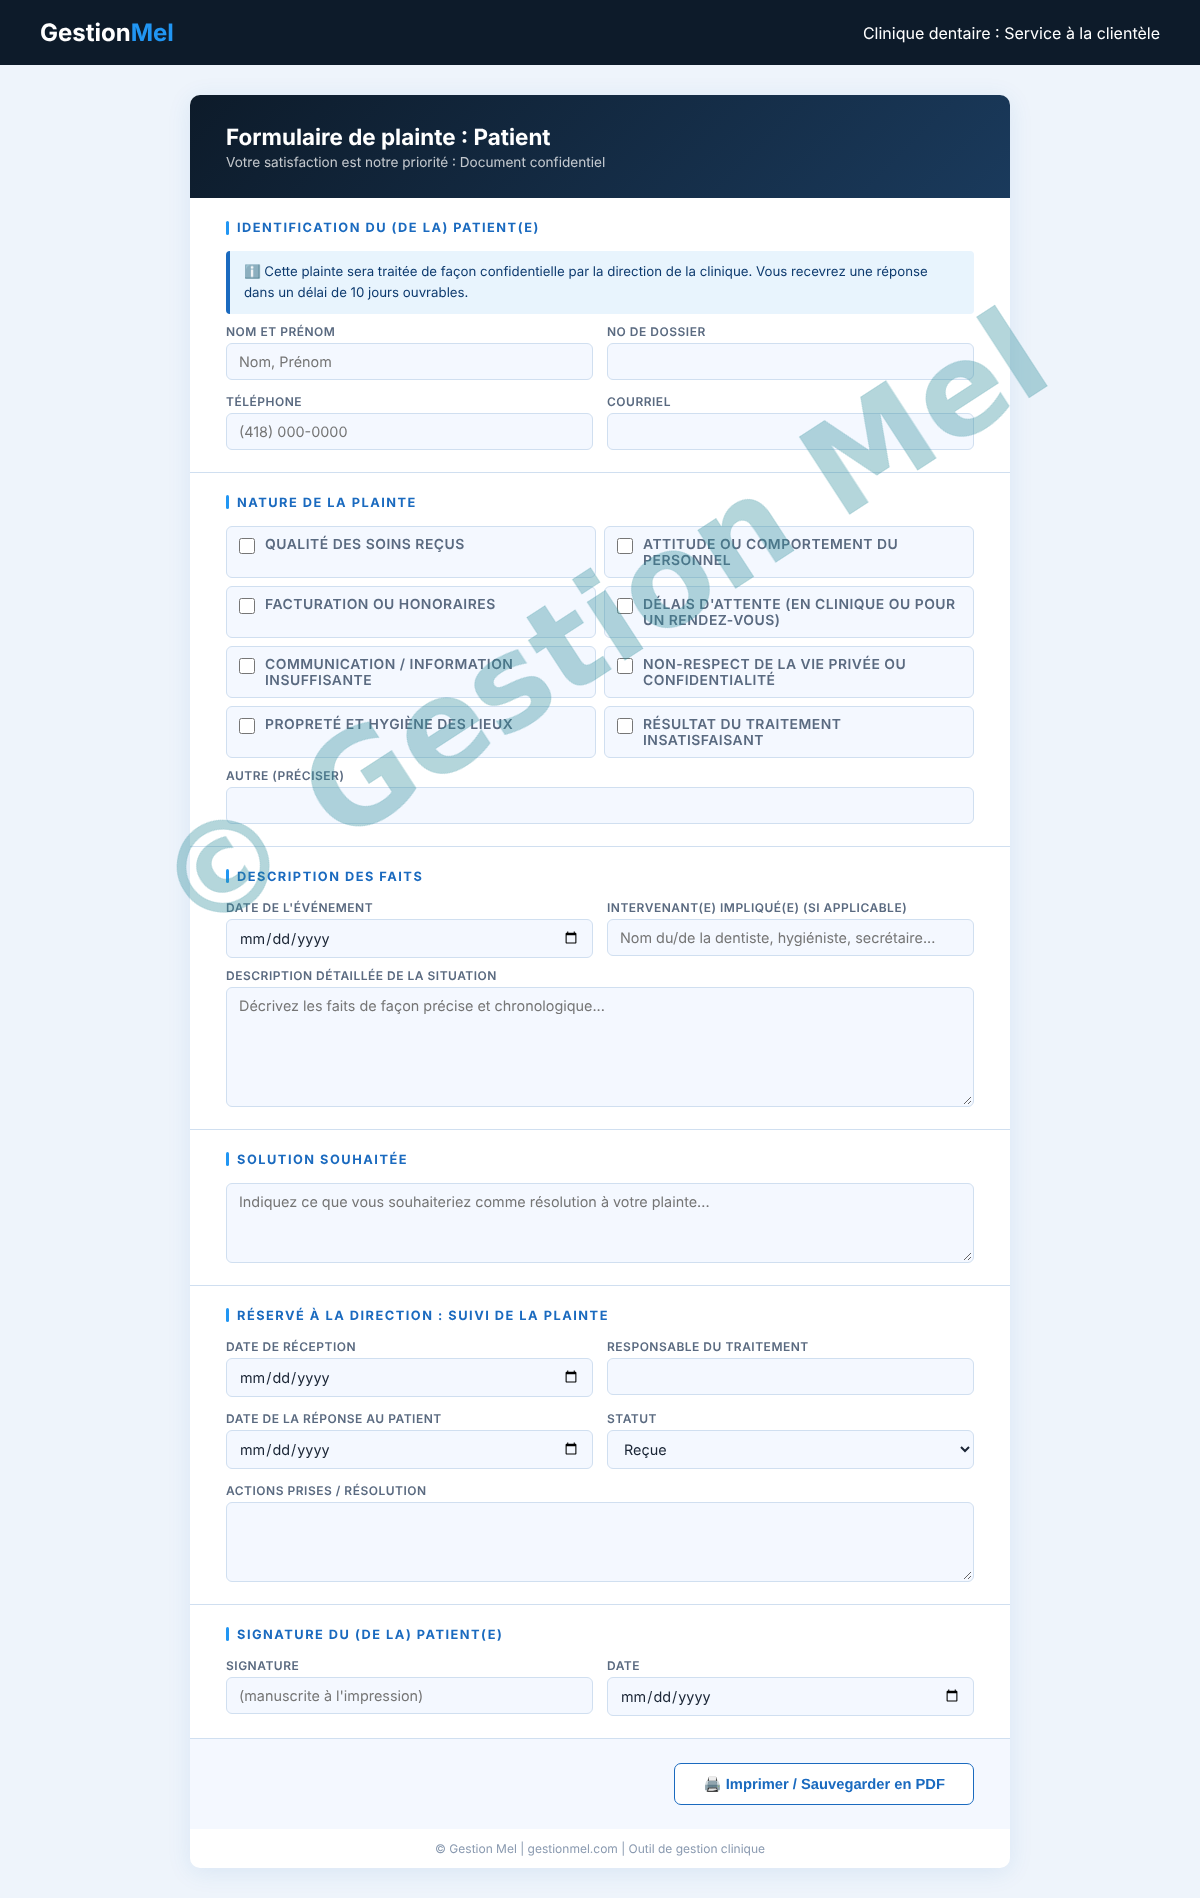 GestionMel
Clinique dentaire : Service à la clientèle
Formulaire de plainte : Patient
Votre satisfaction est notre priorité : Document confidentiel
IDENTIFICATION DU (DE LA) PATIENT(E)
ℹ️ Cette plainte sera traitée de façon confidentielle par la direction de la clinique. Vous recevrez une réponse
dans un délai de 10 jours ouvrables.
NOM ET PRÉNOM
NO DE DOSSIER
Nom, Prénom
TÉLÉPHONE
COURRIEL
(418) 000-0000
NATURE DE LA PLAINTE
QUALITÉ DES SOINS REÇUS
ATTITUDE OU COMPORTEMENT DU
PERSONNEL
FACTURATION OU HONORAIRES
DÉLAIS D'ATTENTE (EN CLINIQUE OU POUR
UN RENDEZ-VOUS)
COMMUNICATION / INFORMATION
INSUFFISANTE
NON-RESPECT DE LA VIE PRIVÉE OU
CONFIDENTIALITÉ
PROPRETÉ ET HYGIÈNE DES LIEUX
RÉSULTAT DU TRAITEMENT
INSATISFAISANT
AUTRE (PRÉCISER)
© Gestion Mel
DESCRIPTION DES FAITS
DATE DE L'ÉVÉNEMENT
INTERVENANT(E) IMPLIQUÉ(E) (SI APPLICABLE)
mm/dd/yyyy
Nom du/de la dentiste, hygiéniste, secrétaire...
DESCRIPTION DÉTAILLÉE DE LA SITUATION
Décrivez les faits de façon précise et chronologique...
SOLUTION SOUHAITÉE
Indiquez ce que vous souhaiteriez comme résolution à votre plainte...
RÉSERVÉ À LA DIRECTION : SUIVI DE LA PLAINTE
DATE DE RÉCEPTION
RESPONSABLE DU TRAITEMENT
mm/dd/yyyy
DATE DE LA RÉPONSE AU PATIENT
STATUT
mm/dd/yyyy
Reçue
ACTIONS PRISES / RÉSOLUTION
SIGNATURE DU (DE LA) PATIENT(E)
SIGNATURE
DATE
(manuscrite à l'impression)
mm/dd/yyyy
🖨️ Imprimer / Sauvegarder en PDF
© Gestion Mel | gestionmel.com | Outil de gestion clinique